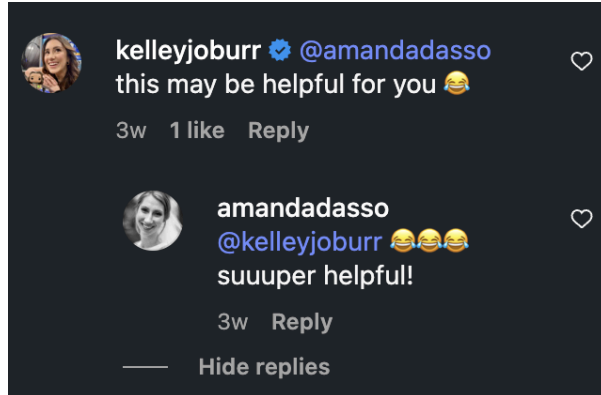 kelleyjoburr @amandadasso
this may be helpful for you 😂
3w 1 like Reply
amandadasso
@kelleyjoburr 😂😂😂
suuuper helpful!
3w Reply
Hide replies